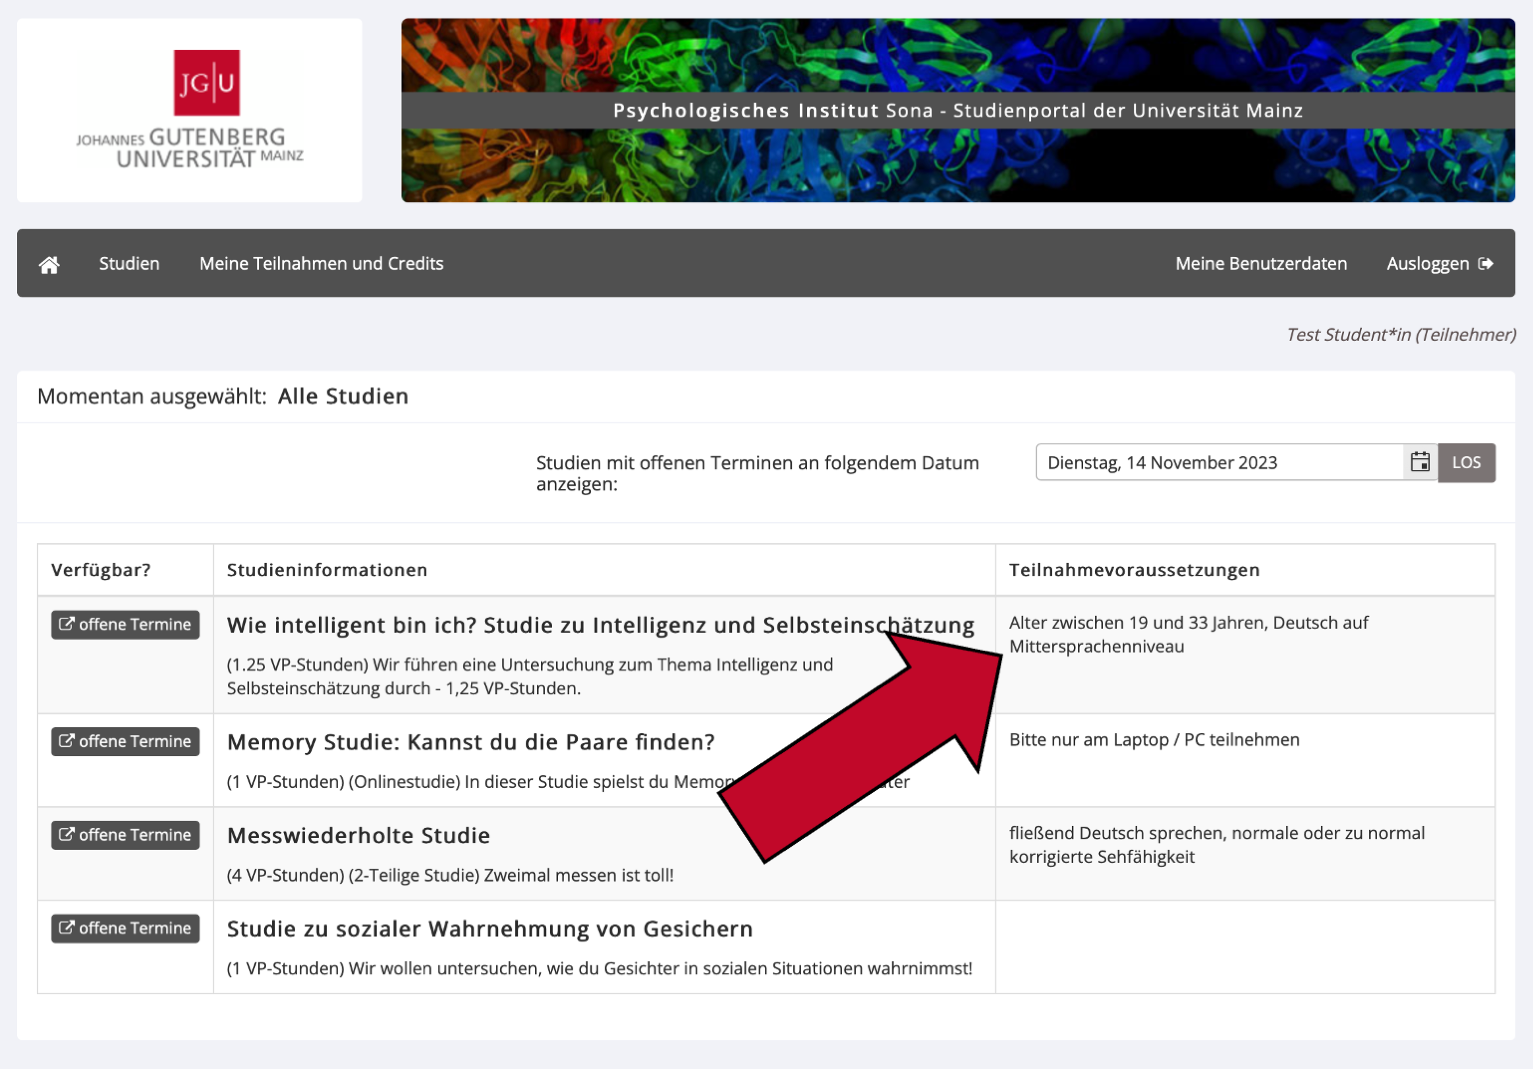 JG|U
JOHANNES GUTENBERG
UNIVERSITÄT MAINZ
Psychologisches Institut Sona - Studienportal der Universität Mainz
Studien
Meine Teilnahmen und Credits
Meine Benutzerdaten
Ausloggen
Test Student*in (Teilnehmer)
Momentan ausgewählt: Alle Studien
Studien mit offenen Terminen an folgendem Datum
anzeigen:
Dienstag, 14 November 2023
LOS
Verfügbar?
Studieninformationen
Teilnahmevoraussetzungen
offene Termine
Wie intelligent bin ich? Studie zu Intelligenz und Selbsteinschätzung
(1.25 VP-Stunden) Wir führen eine Untersuchung zum Thema Intelligenz und
Selbsteinschätzung durch - 1,25 VP-Stunden.
Alter zwischen 19 und 33 Jahren, Deutsch auf
Mittersprachenniveau
offene Termine
Memory Studie: Kannst du die Paare finden?
(1 VP-Stunden) (Onlinestudie) In dieser Studie spielst du Memory
Bitte nur am Laptop / PC teilnehmen
offene Termine
Messwiederholte Studie
(4 VP-Stunden) (2-Teilige Studie) Zweimal messen ist toll!
fließend Deutsch sprechen, normale oder zu normal
korrigierte Sehfähigkeit
offene Termine
Studie zu sozialer Wahrnehmung von Gesichern
(1 VP-Stunden) Wir wollen untersuchen, wie du Gesichter in sozialen Situationen wahrnimmst!